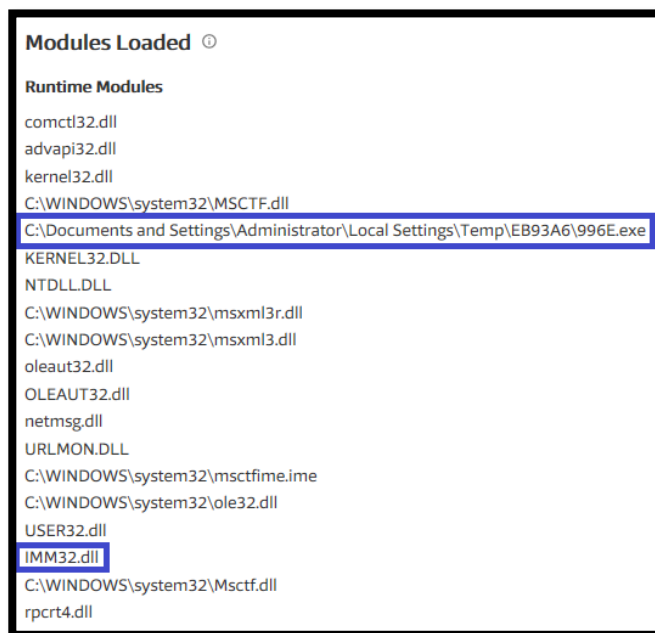 Modules Loaded
Runtime Modules
comctl32.dll
advapi32.dll
kernel32.dll
C:\WINDOWS\system32\MSCTF.dll
C:\Documents and Settings\Administrator\Local Settings\Temp\EB93A6\996E.exe
KERNEL32.DLL
NTDLL.DLL
C:\WINDOWS\system32\msxml3r.dll
C:\WINDOWS\system32\msxml3.dll
oleaut32.dll
OLEAUT32.dll
netmsg.dll
URLMON.DLL
C:\WINDOWS\system32\msctfime.ime
C:\WINDOWS\system32\ole32.dll
USER32.dll
IMM32.dll
C:\WINDOWS\system32\Msctf.dll
rpcrt4.dll